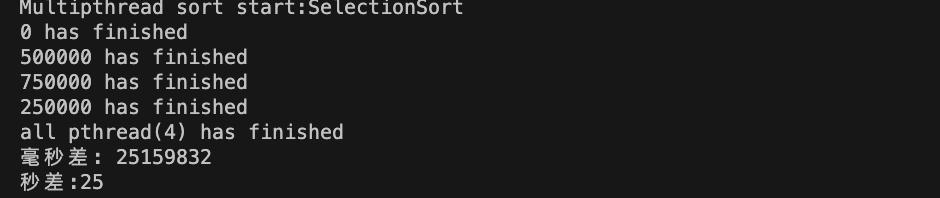 Multipthread sort start:SelectionSort
0 has finished
500000 has finished
750000 has finished
250000 has finished
all pthread(4) has finished
毫秒差: 25159832
秒差:25